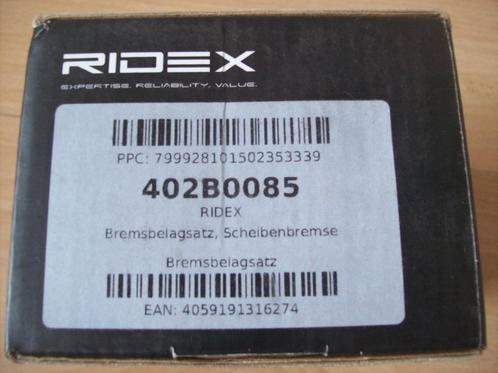 RIDEX
EXPERTISE. RELIABILITY. VALUE.
PPC: 799928101502353339
402B0085
RIDEX
Bremsbelagsatz, Scheibenbremse
Bremsbelagsatz
EAN: 4059191316274